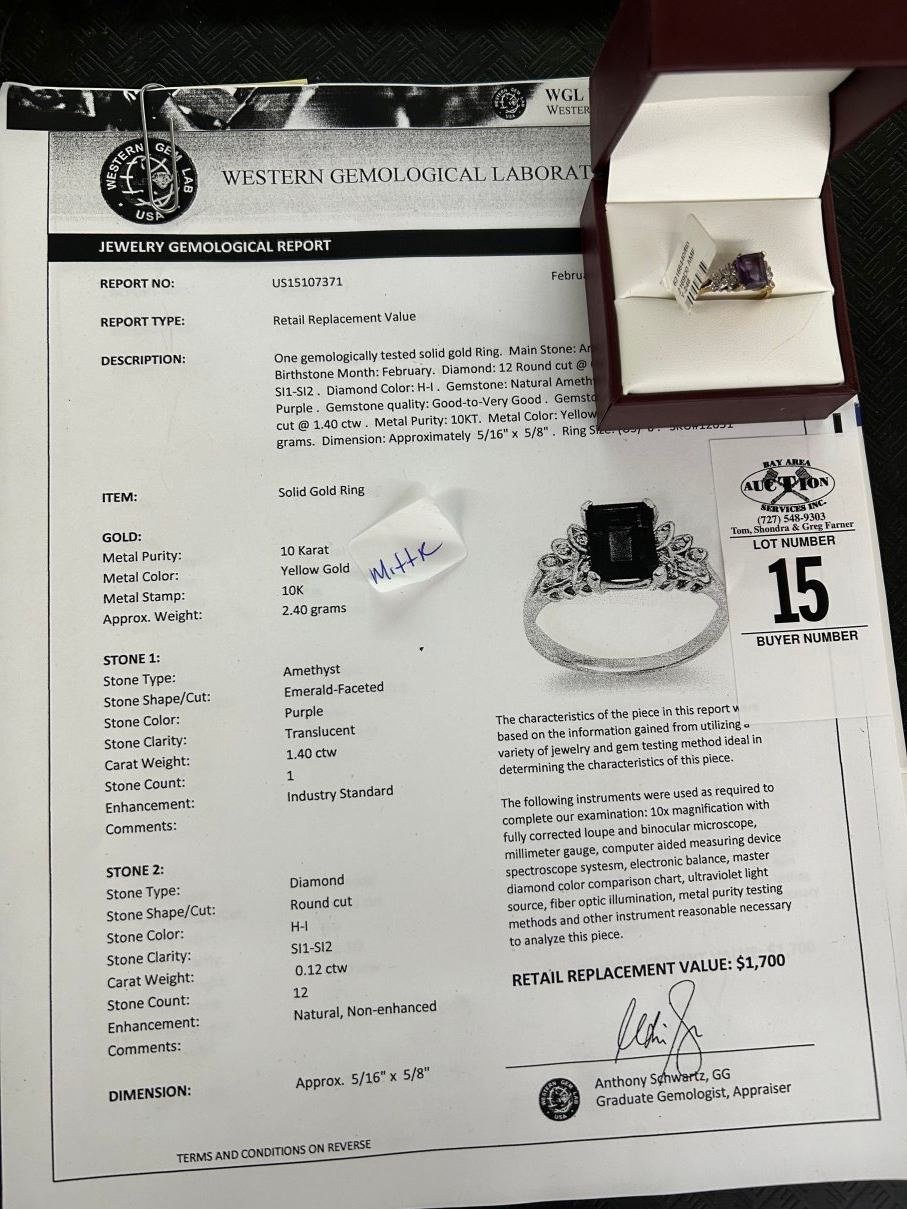 WGL
WESTER
WESTERN GEM LAB
USA
WESTERN GEMOLOGICAL LABORAT
JEWELRY GEMOLOGICAL REPORT
REPORT NO: US15107371 Februa
REPORT TYPE: Retail Replacement Value
DESCRIPTION: One gemologically tested solid gold Ring. Main Stone: Am
Birthstone Month: February. Diamond: 12 Round cut @
SI1-SI2 . Diamond Color: H-I . Gemstone: Natural Ameth
Purple . Gemstone quality: Good-to-Very Good . Gemsto
cut @ 1.40 ctw . Metal Purity: 10KT. Metal Color: Yellow
grams. Dimension: Approximately 5/16" x 5/8" . Ring Size:
ITEM: Solid Gold Ring
GOLD:
Metal Purity: 10 Karat
Metal Color: Yellow Gold
Metal Stamp: 10K
Approx. Weight: 2.40 grams
STONE 1:
Stone Type: Amethyst
Stone Shape/Cut: Emerald-Faceted
Stone Color: Purple
Stone Clarity: Translucent
Carat Weight: 1.40 ctw
Stone Count: 1
Enhancement: Industry Standard
Comments:
STONE 2:
Stone Type: Diamond
Stone Shape/Cut: Round cut
Stone Color: H-I
Stone Clarity: SI1-SI2
Carat Weight: 0.12 ctw
Stone Count: 12
Enhancement: Natural, Non-enhanced
Comments:
DIMENSION: Approx. 5/16" x 5/8"
TERMS AND CONDITIONS ON REVERSE
BAY AREA
AUCTION
SERVICES INC.
(727) 548-9303
Tom, Shondra & Greg Farner
LOT NUMBER
15
BUYER NUMBER
The characteristics of the piece in this report w
based on the information gained from utilizing a
variety of jewelry and gem testing method ideal in
determining the characteristics of this piece.
The following instruments were used as required to
complete our examination: 10x magnification with
fully corrected loupe and binocular microscope,
millimeter gauge, computer aided measuring device
spectroscope systesm, electronic balance, master
diamond color comparison chart, ultraviolet light
source, fiber optic illumination, metal purity testing
methods and other instrument reasonable necessary
to analyze this piece.
RETAIL REPLACEMENT VALUE: $1,700
WESTERN GEM LAB
USA
Anthony Schwartz, GG
Graduate Gemologist, Appraiser